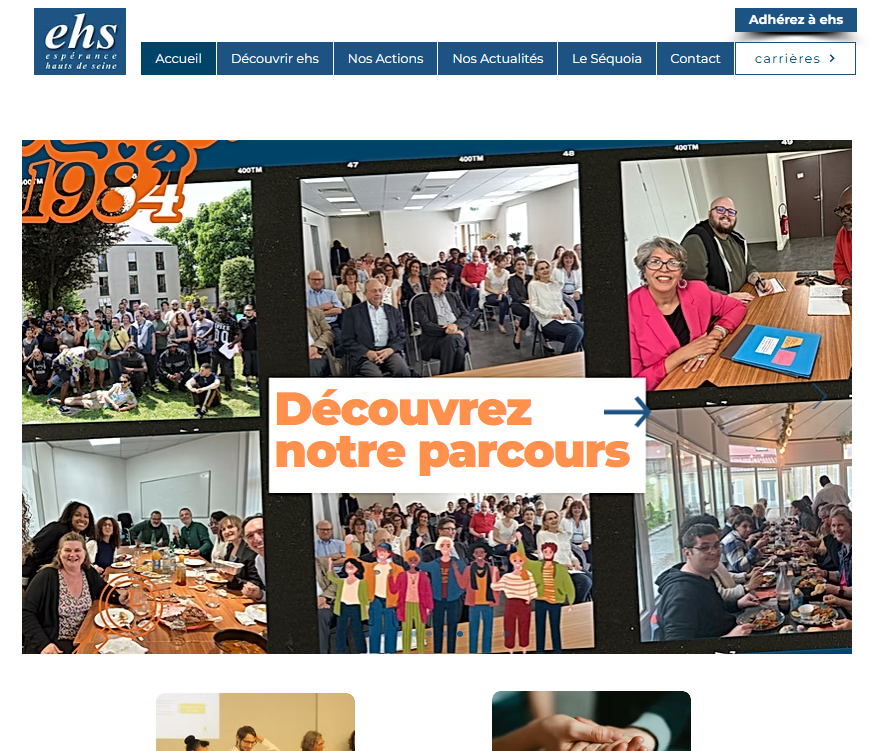 ehs
espérance
hauts de seine
Adhérez à ehs
Accueil
Découvrir ehs
Nos Actions
Nos Actualités
Le Séquoia
Contact
carrières
1984
400TM
47
400TM
48
400TM
49
Découvrez
notre parcours